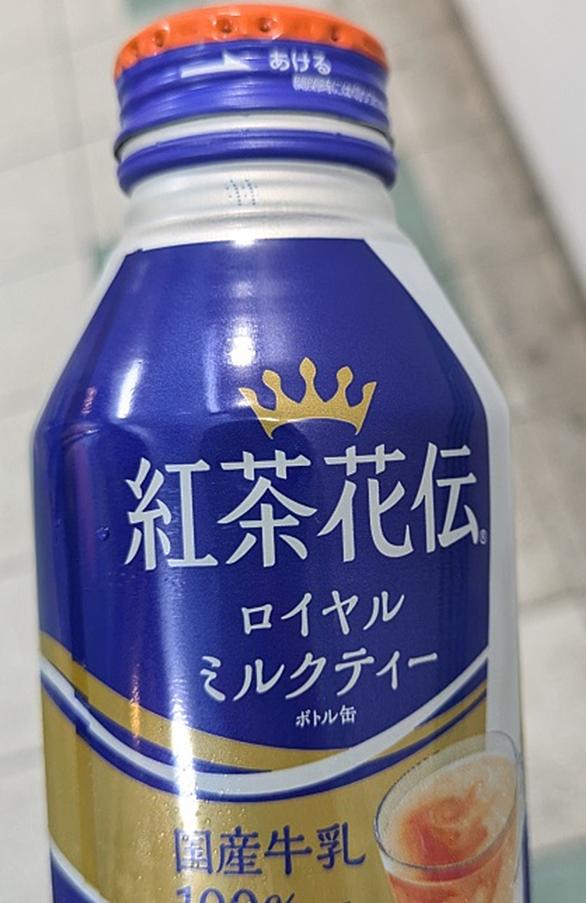 あける
紅茶花伝®
ロイヤル
ミルクティー
ボトル缶
国産牛乳
100%